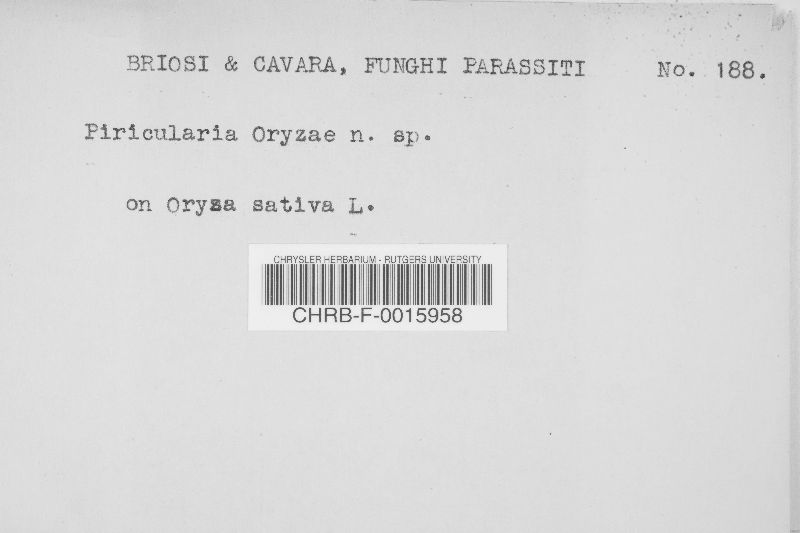 BRIOSI & CAVARA, FUNGHI PARASSITI No. 188.
Piricularia Oryzae n. sp.
on Oryza sativa L.
CHRYSLER HERBARIUM - RUTGERS UNIVERSITY
CHRB-F-0015958